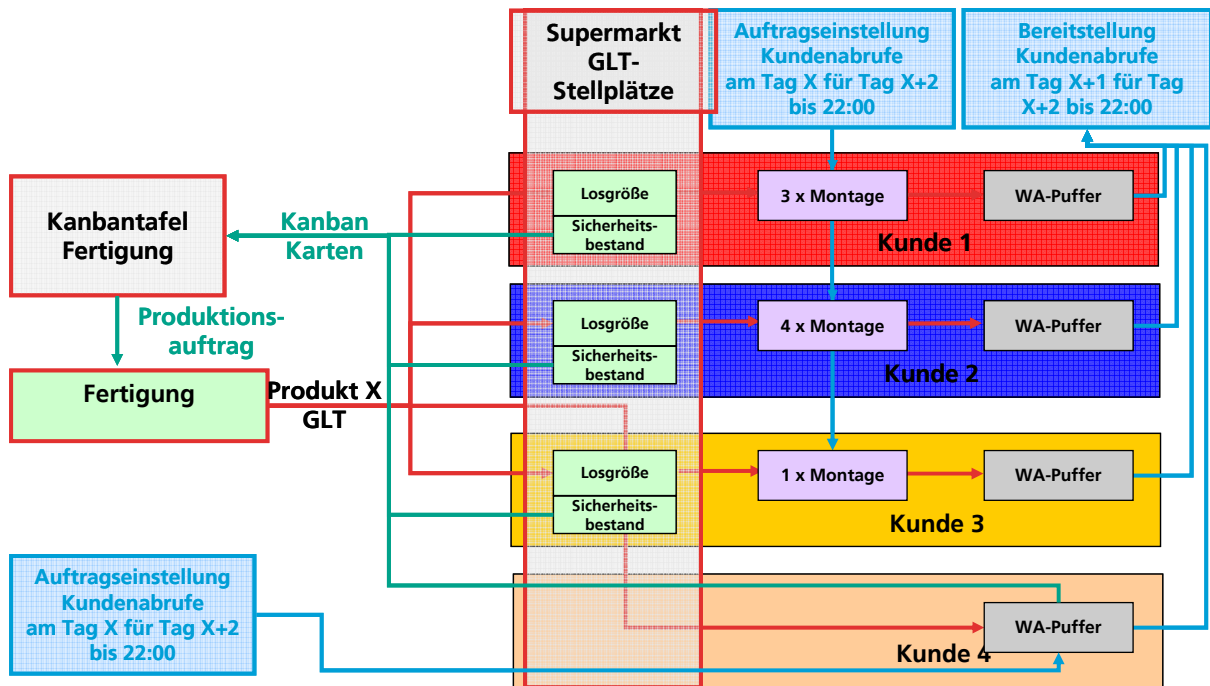 Supermarkt
GLT-
Stellplätze
Auftragseinstellung
Kundenabrufe
am Tag X für Tag X+2
bis 22:00
Bereitstellung
Kundenabrufe
am Tag X+1 für Tag
X+2 bis 22:00
Kanbantafel
Fertigung
Kanban
Karten
Losgröße
Sicherheits-
bestand
3 x Montage
WA-Puffer
Kunde 1
Produktions-
auftrag
Losgröße
Sicherheits-
bestand
4 x Montage
WA-Puffer
Kunde 2
Fertigung
Produkt X
GLT
Losgröße
Sicherheits-
bestand
1 x Montage
WA-Puffer
Kunde 3
Auftragseinstellung
Kundenabrufe
am Tag X für Tag X+2
bis 22:00
WA-Puffer
Kunde 4